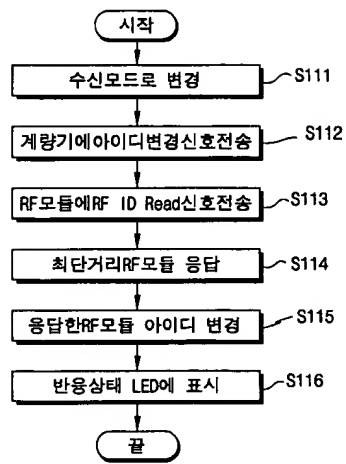 시작
수신모드로 변경
S111
계량기에아이디변경신호전송
S112
RF모듈에RF ID Read신호전송
S113
최단거리RF모듈 응답
S114
응답한RF모듈 아이디 변경
S115
반응상태 LED에 표시
S116
끝